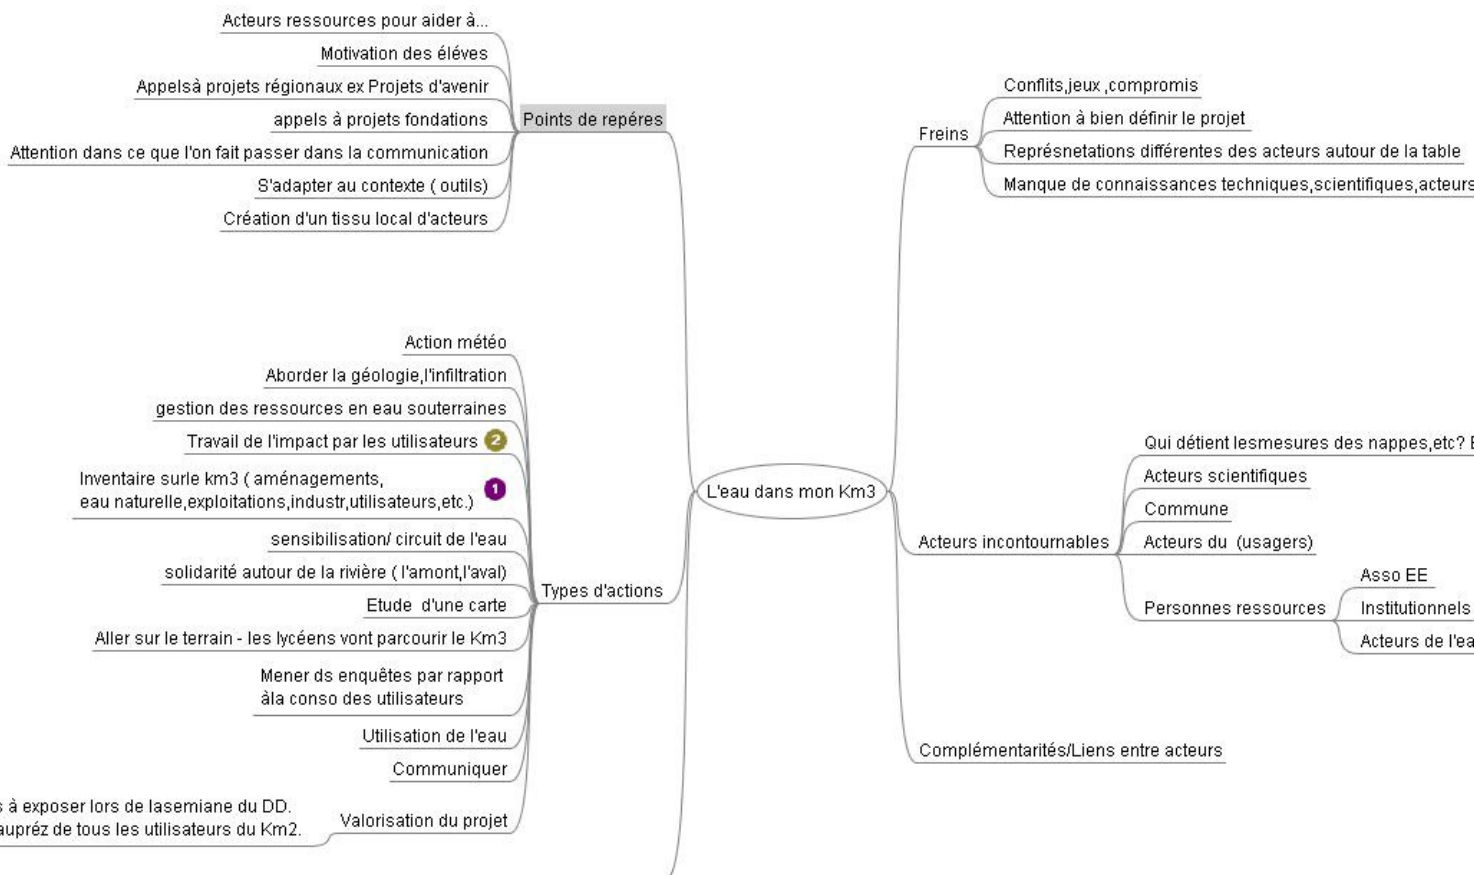 Acteurs ressources pour aider à...
Motivation des éléves
Appelsà projets régionaux ex Projets d'avenir
appels à projets fondations
Attention dans ce que l'on fait passer dans la communication
S'adapter au contexte ( outils)
Création d'un tissu local d'acteurs
Points de repéres
Action météo
Aborder la géologie,l'infiltration
gestion des ressources en eau souterraines
Travail de l'impact par les utilisateurs 2
Inventaire surle km3 ( aménagements,
eau naturelle,exploitations,industr,utilisateurs,etc.) 1
sensibilisation/ circuit de l'eau
solidarité autour de la rivière ( l'amont,l'aval)
Etude d'une carte
Aller sur le terrain - les lycéens vont parcourir le Km3
Mener ds enquêtes par rapport
àla conso des utilisateurs
Utilisation de l'eau
Communiquer
Valorisation du projet
à exposer lors de lasemiane du DD.
aupréz de tous les utilisateurs du Km2.
Types d'actions
L'eau dans mon Km3
Freins
Conflits,jeux ,compromis
Attention à bien définir le projet
Représnetations différentes des acteurs autour de la table
Manque de connaissances techniques,scientifiques,acteurs
Acteurs incontournables
Qui détient lesmesures des nappes,etc?
Acteurs scientifiques
Commune
Acteurs du (usagers)
Personnes ressources
Asso EE
Institutionnels
Acteurs de
Complémentarités/Liens entre acteurs